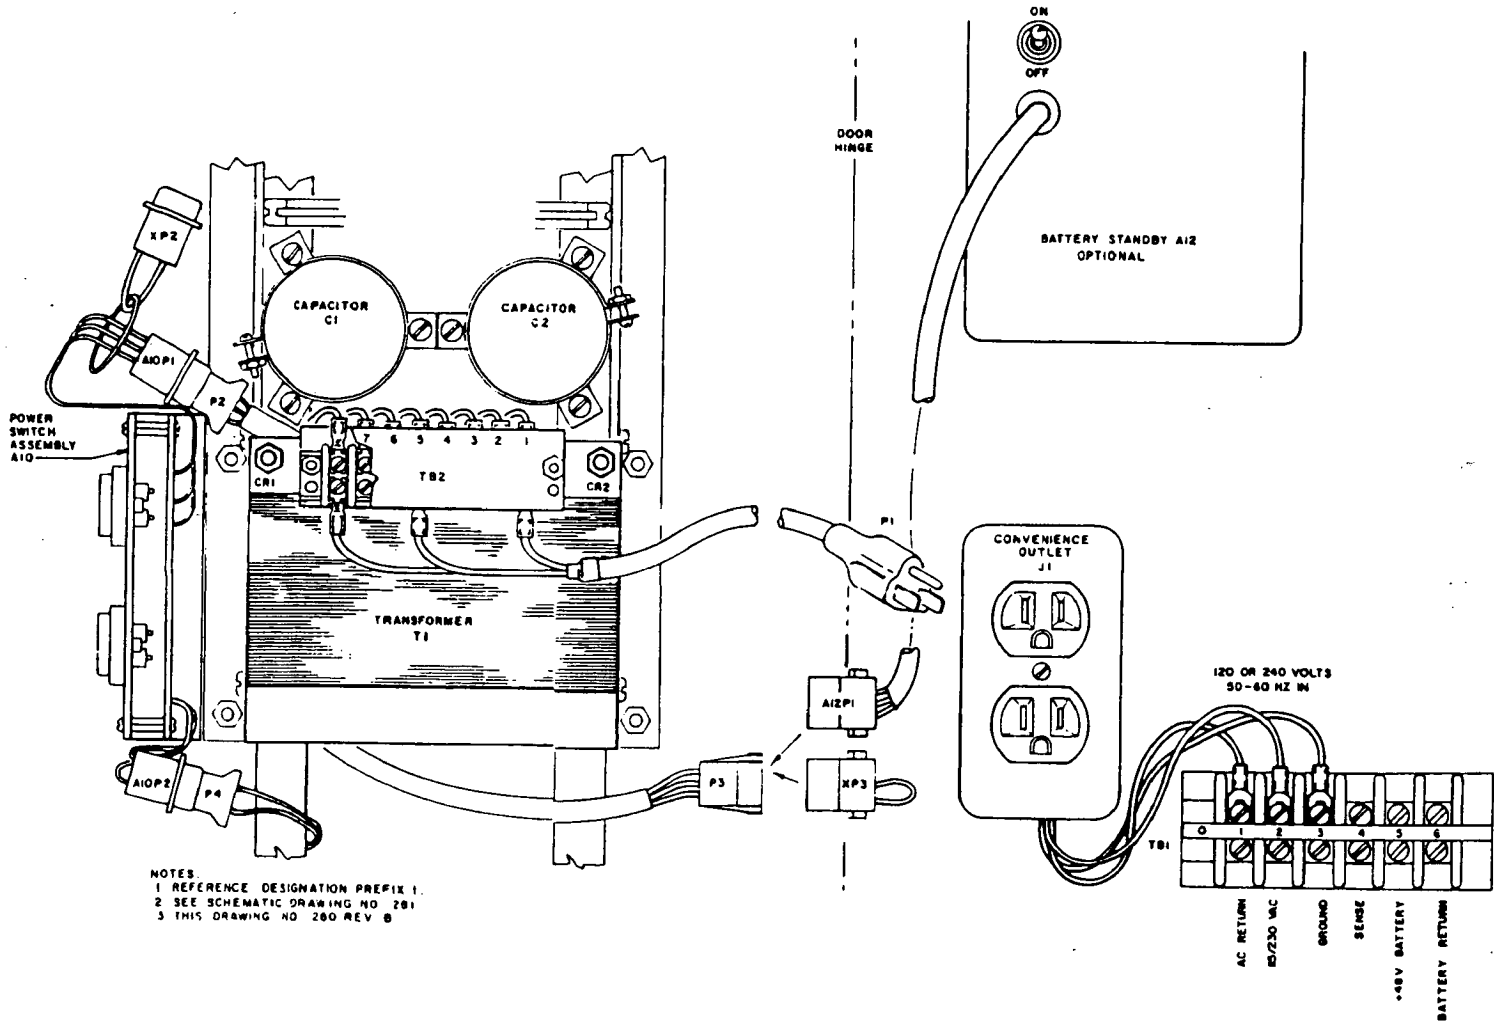 ON
OFF
DOOR
HINGE
BATTERY STANDBY A12
OPTIONAL
XP2
CAPACITOR
C1
CAPACITOR
C2
A10P1
P2
POWER
SWITCH
ASSEMBLY
A10
7 6 5 4 3 2 1
CR1
TB2
CR2
P1
CONVENIENCE
OUTLET
J1
TRANSFORMER
T1
120 OR 240 VOLTS
50-60 HZ IN
A12P1
P3
XP3
A10P2
P4
TB1
0 1 2 3 4 5 6
AC RETURN
115/230 VAC
GROUND
SENSE
+48V BATTERY
BATTERY RETURN
NOTES.
1 REFERENCE DESIGNATION PREFIX 1.
2 SEE SCHEMATIC DRAWING NO 281
3 THIS DRAWING NO 280 REV B